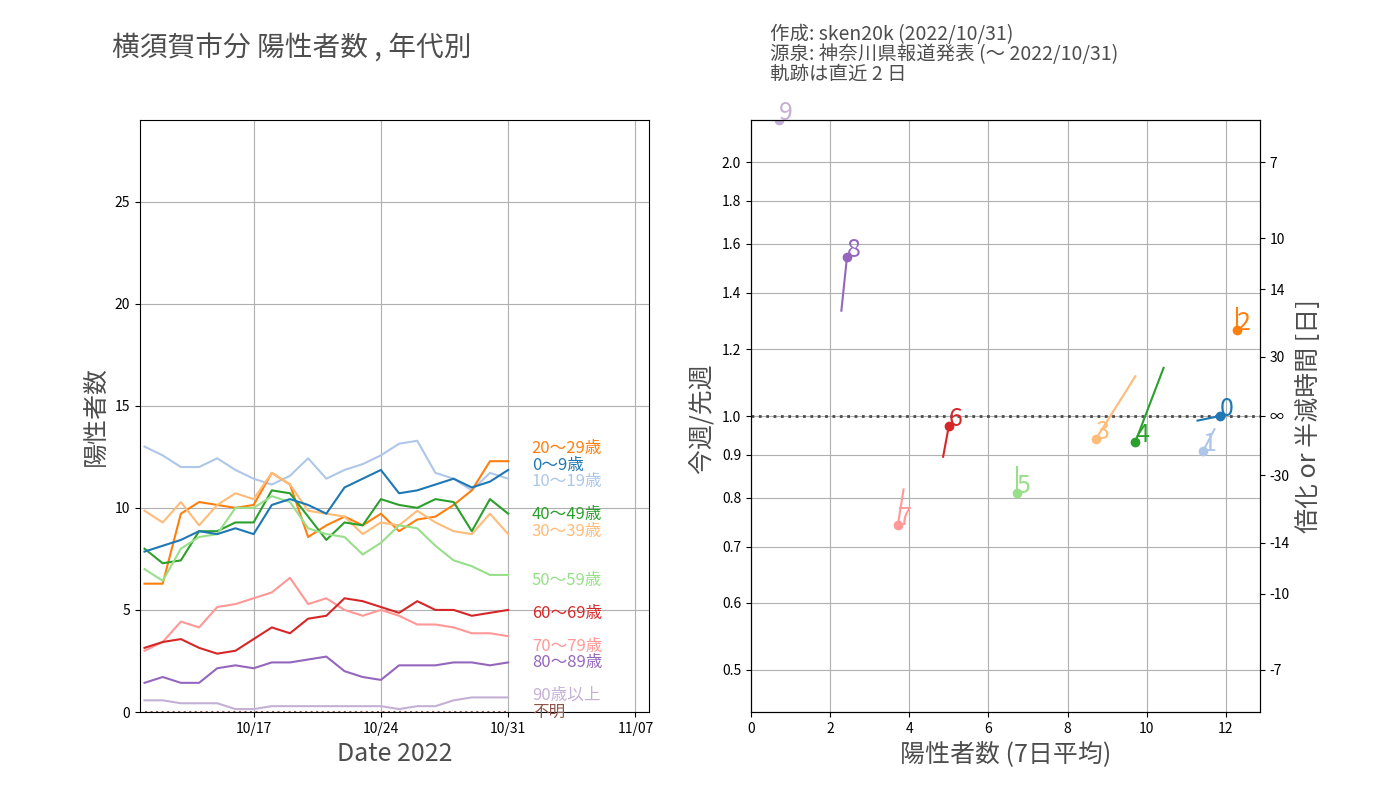 横須賀市分 陽性者数 , 年代別
作成: sken20k (2022/10/31)
源泉: 神奈川県報道発表 (〜 2022/10/31)
軌跡は直近 2 日
陽性者数
25
20
15
10
5
0
10/17
10/24
10/31
11/07
Date 2022
20〜29歳
0〜9歳
10〜19歳
40〜49歳
30〜39歳
50〜59歳
60〜69歳
70〜79歳
80〜89歳
90歳以上
不明
今週/先週
2.0
1.8
1.6
1.4
1.2
1.0
0.9
0.8
0.7
0.6
0.5
0
2
4
6
8
10
12
陽性者数 (7日平均)
9
8
2
0
6
3
4
1
5
7
7
10
14
30
∞
-30
-14
-10
-7
倍化 or 半減時間 [日]